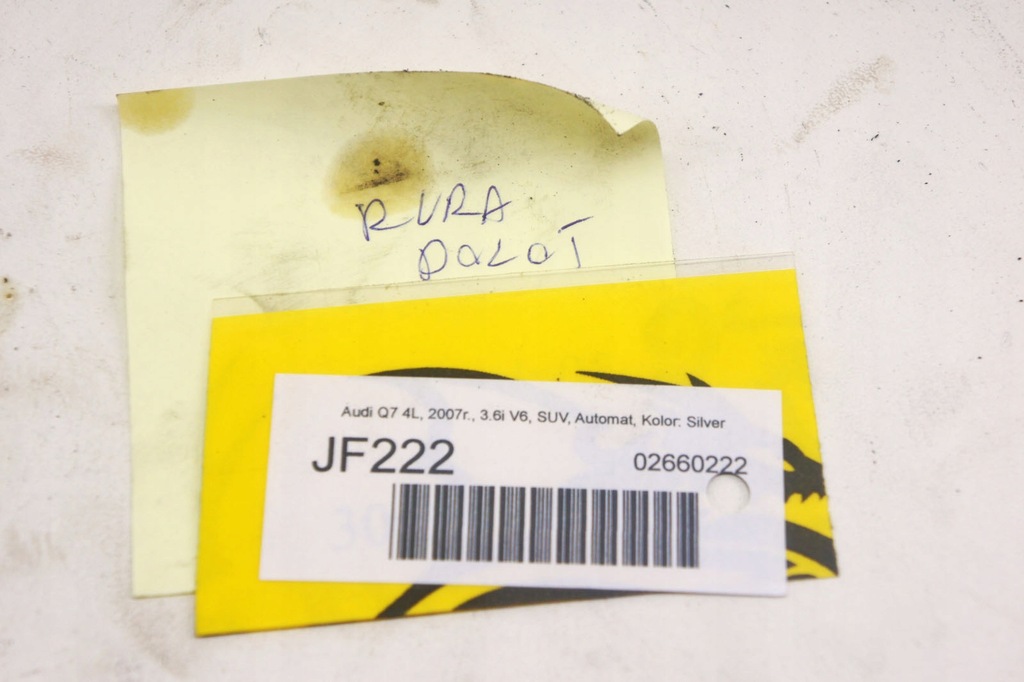 RURA
DOLOT
Audi Q7 4L, 2007r., 3.6i V6, SUV, Automat, Kolor: Silver
JF222
02660222